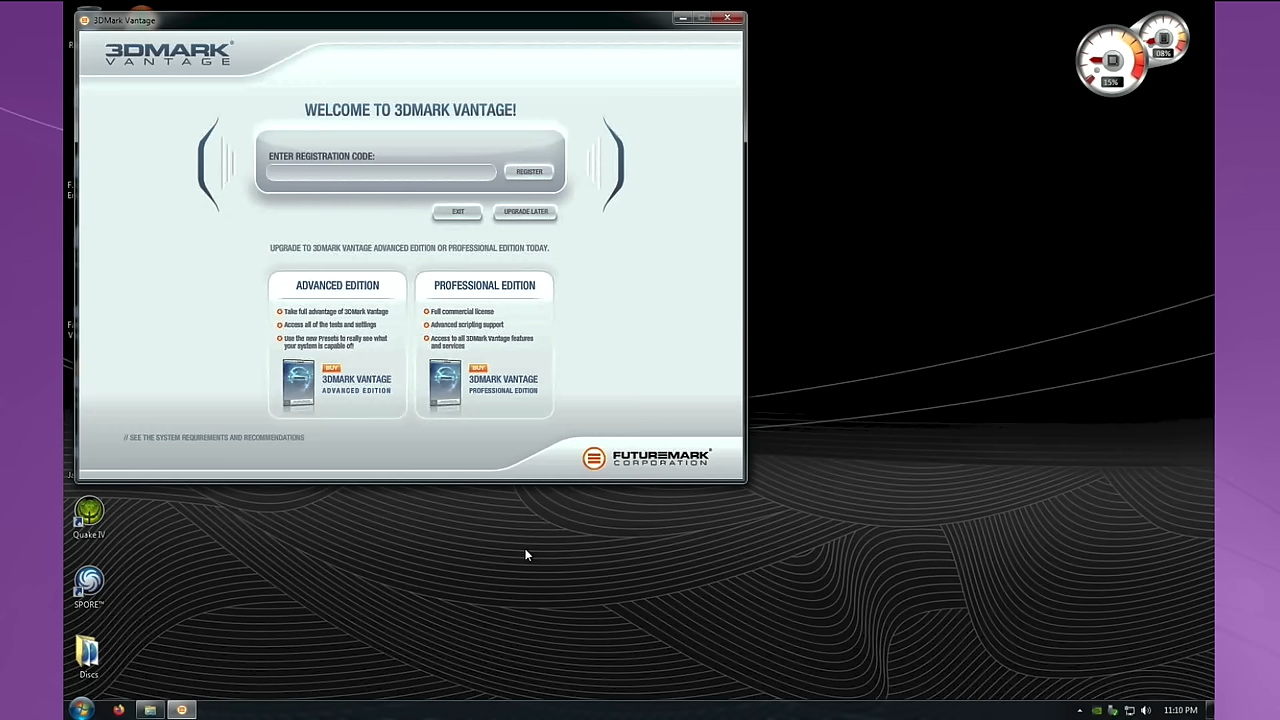 3DMark Vantage
3DMARK
VANTAGE
WELCOME TO 3DMARK VANTAGE!
ENTER REGISTRATION CODE:
REGISTER
EXIT
UPGRADE LATER
UPGRADE TO 3DMARK VANTAGE ADVANCED EDITION OR PROFESSIONAL EDITION TODAY.
ADVANCED EDITION
Take full advantage of 3DMark Vantage
Access all of the tests and settings
Use the new Presets to really see what
your system is capable of!
BUY
3DMARK VANTAGE
ADVANCED EDITION
PROFESSIONAL EDITION
Full commercial license
Advanced scripting support
Access to all 3DMark Vantage features
and services
BUY
3DMARK VANTAGE
PROFESSIONAL EDITION
// SEE THE SYSTEM REQUIREMENTS AND RECOMMENDATIONS
FUTUREMARK
CORPORATION
15%
08%
Quake IV
SPORE™
Discs
11:10 PM